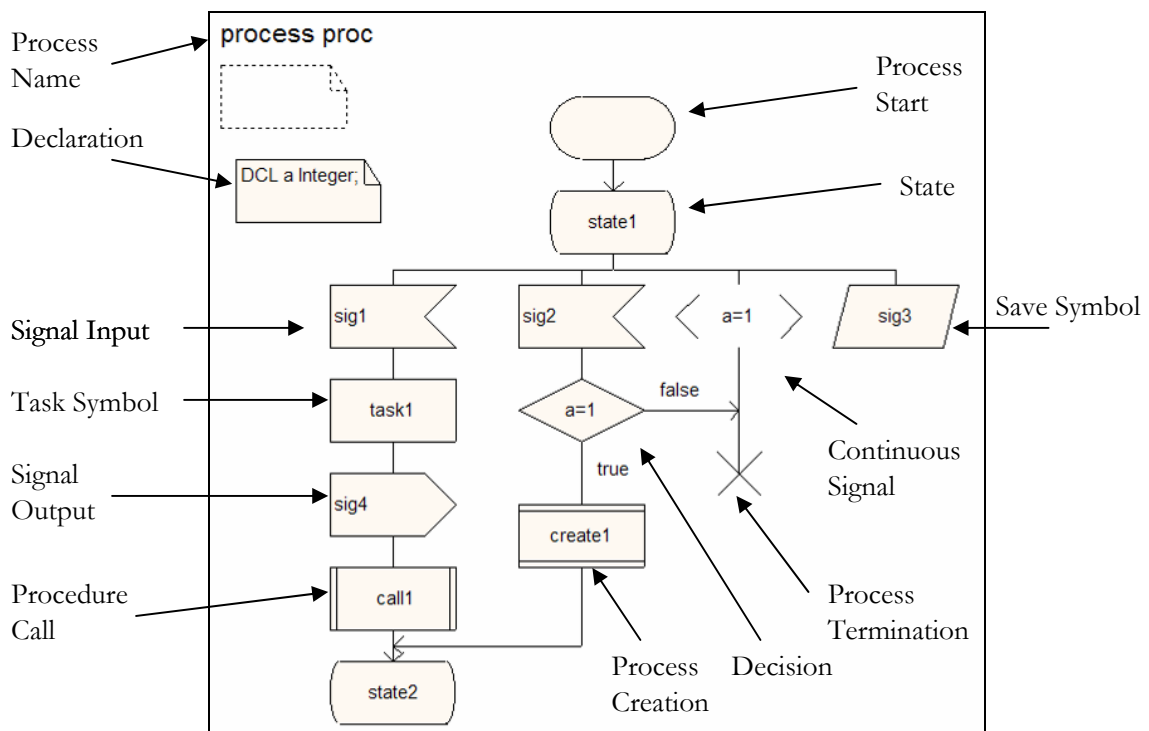 process proc
Process
Name
Process
Start
Declaration
DCL a Integer;
State
state1
Signal Input
sig1
sig2
a=1
sig3
Save Symbol
Task Symbol
task1
a=1
false
Continuous
Signal
true
Signal
Output
sig4
create1
Procedure
Call
call1
Process
Termination
Process
Creation
Decision
state2